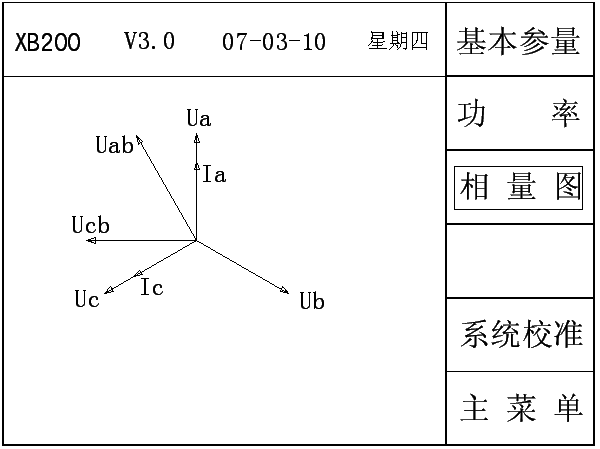 XB200 V3.0 07-03-10 星期四
基本参量
功 率
相 量 图
系统校准
主 菜 单
Ua
Uab
Ia
Ucb
Uc
Ic
Ub